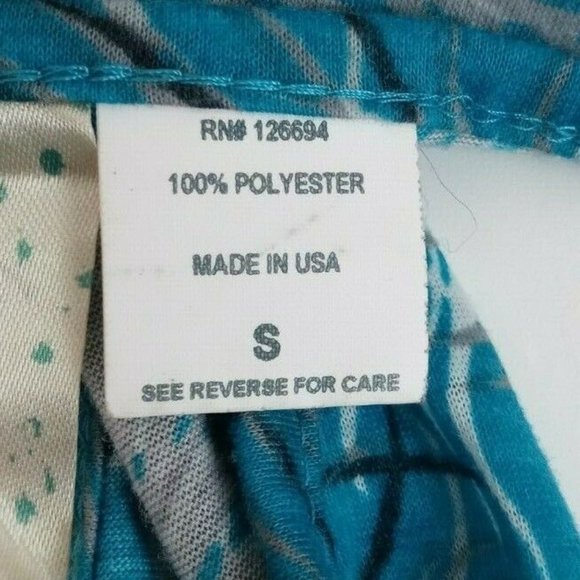 RN# 126694
100% POLYESTER
MADE IN USA
S
SEE REVERSE FOR CARE